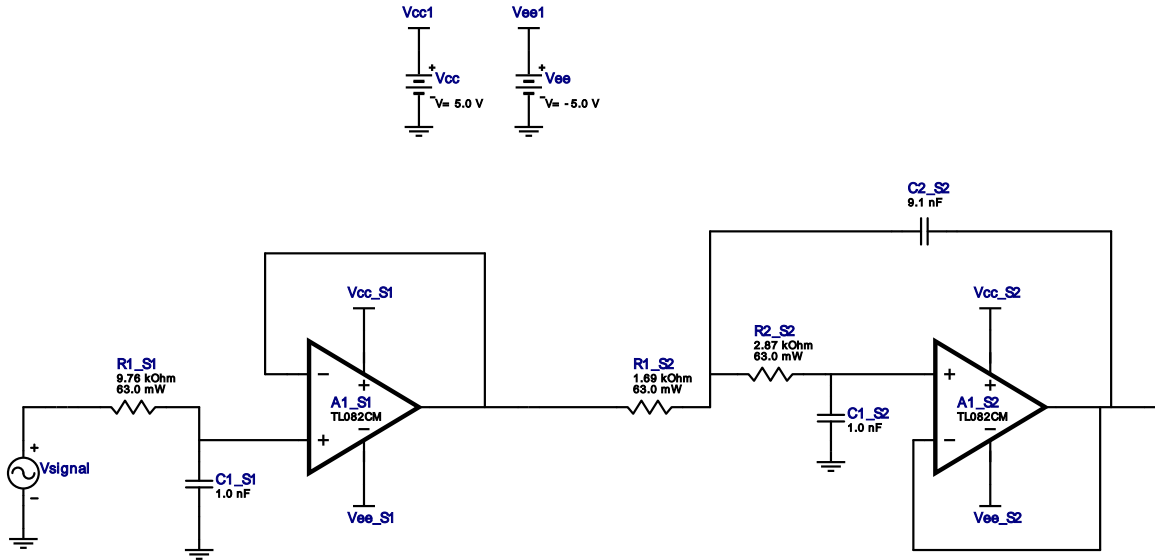 Vcc1
Vee1
+
Vcc
−
V= 5.0 V
+
Vee
−
V= -5.0 V
C2_S2
9.1 nF
Vcc_S1
Vcc_S2
R1_S1
9.76 kOhm
63.0 mW
−
+
A1_S1
TL082CM
−
+
R1_S2
1.69 kOhm
63.0 mW
R2_S2
2.87 kOhm
63.0 mW
+
+
A1_S2
TL082CM
−
−
C1_S2
1.0 nF
+
Vsignal
−
C1_S1
1.0 nF
Vee_S1
Vee_S2